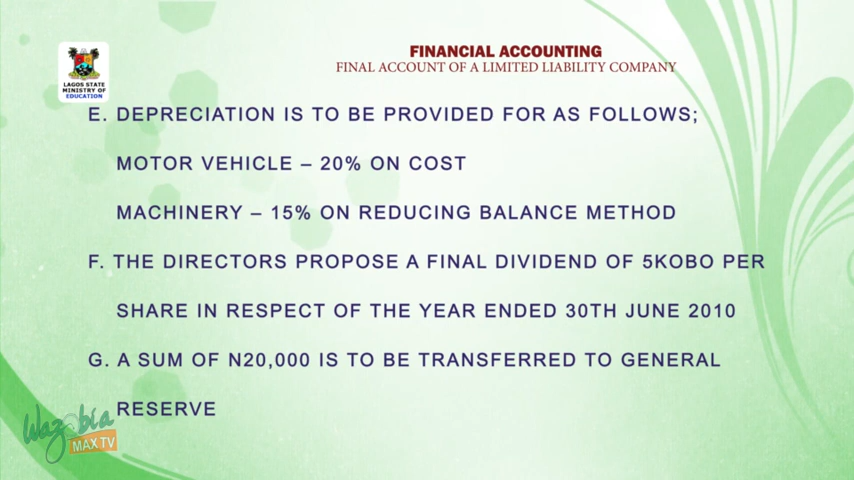 FINANCIAL ACCOUNTING
FINAL ACCOUNT OF A LIMITED LIABILITY COMPANY
LAGOS STATE
MINISTRY OF
EDUCATION
E. DEPRECIATION IS TO BE PROVIDED FOR AS FOLLOWS;
MOTOR VEHICLE – 20% ON COST
MACHINERY – 15% ON REDUCING BALANCE METHOD
F. THE DIRECTORS PROPOSE A FINAL DIVIDEND OF 5KOBO PER
SHARE IN RESPECT OF THE YEAR ENDED 30TH JUNE 2010
G. A SUM OF N20,000 IS TO BE TRANSFERRED TO GENERAL
RESERVE
Wazobia
MAX TV